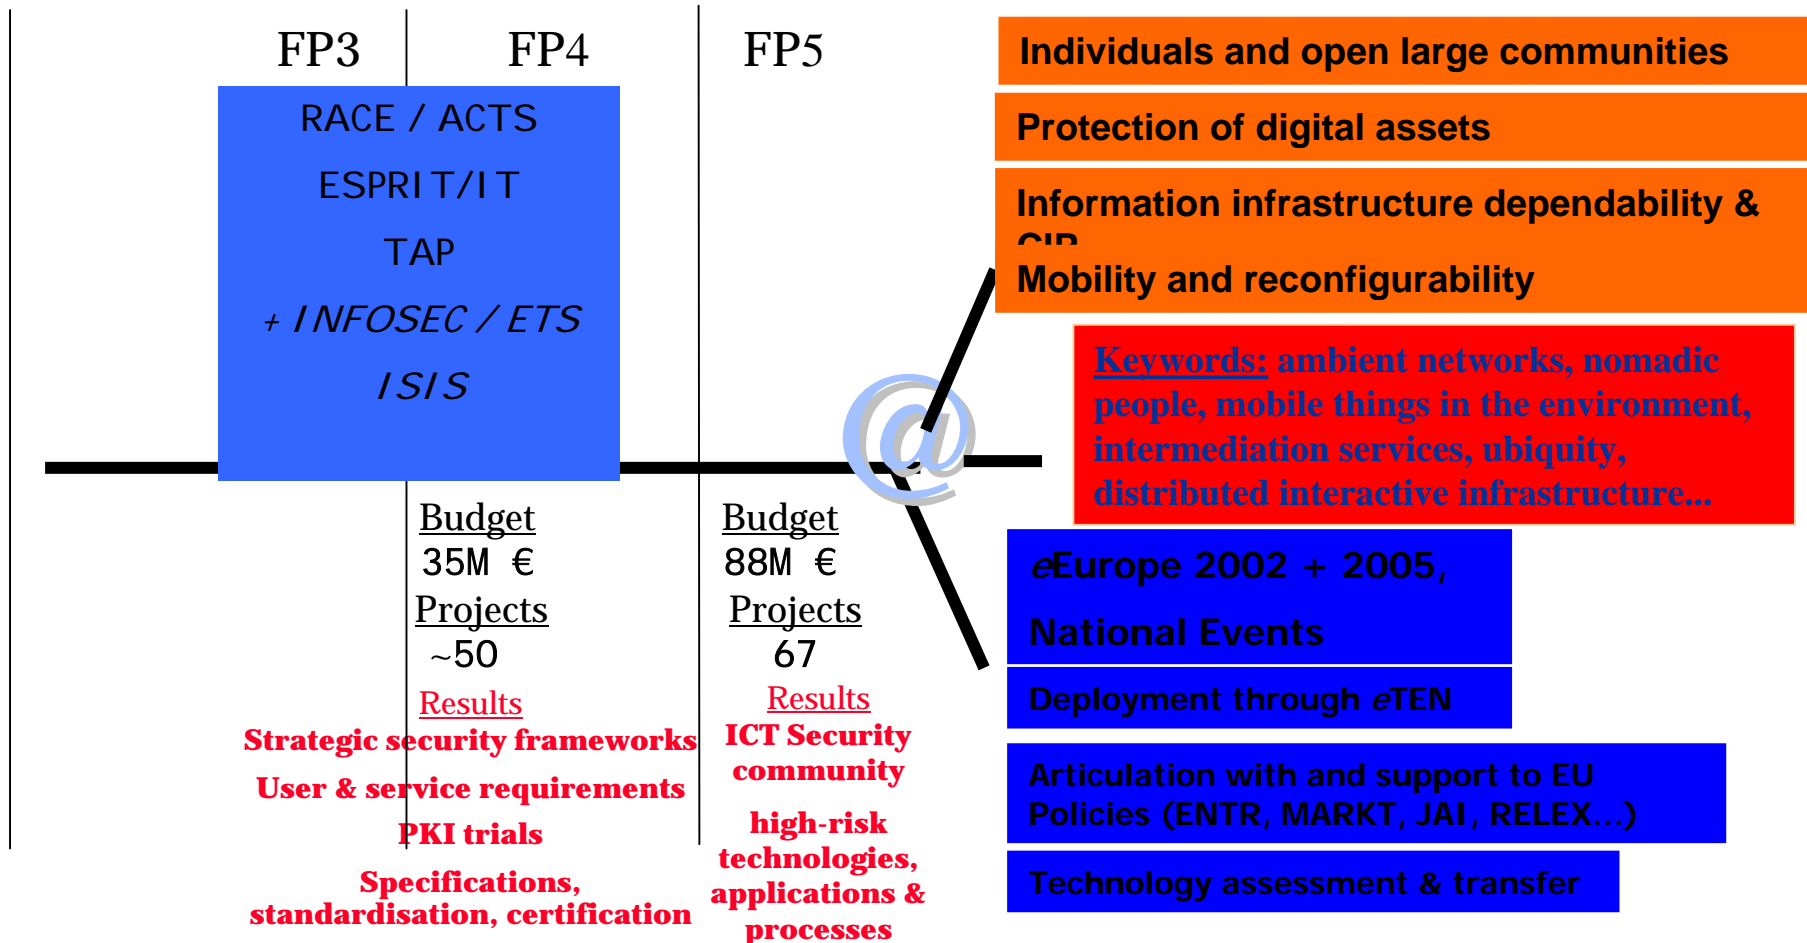 FP3
FP4
FP5
RACE / ACTS
ESPRIT/IT
TAP
+ INFOSEC / ETS
ISIS
Budget
35M €
Projects
~50
Results
Strategic security frameworks
User & service requirements
PKI trials
Specifications,
standardisation, certification
Budget
88M €
Projects
67
Results
ICT Security
community
high-risk
technologies,
applications &
processes
@
Individuals and open large communities
Protection of digital assets
Information infrastructure dependability &
CIP
Mobility and reconfigurability
Keywords: ambient networks, nomadic
people, mobile things in the environment,
intermediation services, ubiquity,
distributed interactive infrastructure...
eEurope 2002 + 2005,
National Events
Deployment through eTEN
Articulation with and support to EU
Policies (ENTR, MARKT, JAI, RELEX...)
Technology assessment & transfer